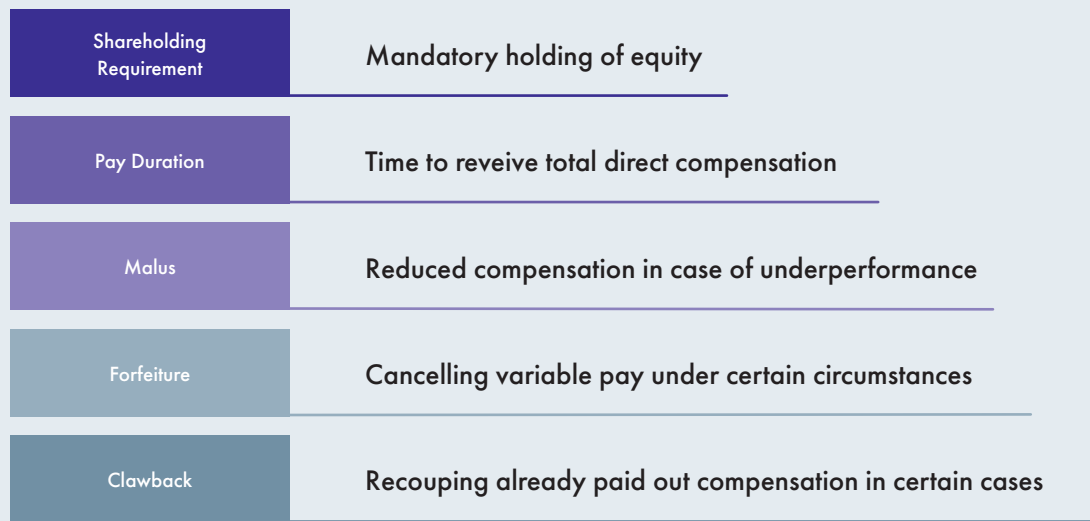 Shareholding
Requirement
Mandatory holding of equity
Pay Duration
Time to reveive total direct compensation
Malus
Reduced compensation in case of underperformance
Forfeiture
Cancelling variable pay under certain circumstances
Clawback
Recouping already paid out compensation in certain cases